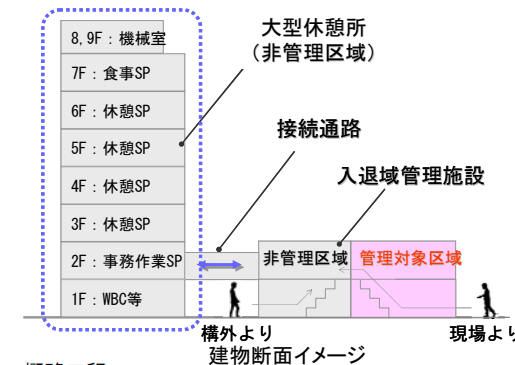 大型休憩所
（非管理区域）
8,9F：機械室
7F：食事SP
6F：休憩SP
5F：休憩SP
4F：休憩SP
3F：休憩SP
2F：事務作業SP
1F：WBC等
接続通路
入退域管理施設
非管理区域
管理対象区域
構外より
現場より
建物断面イメージ